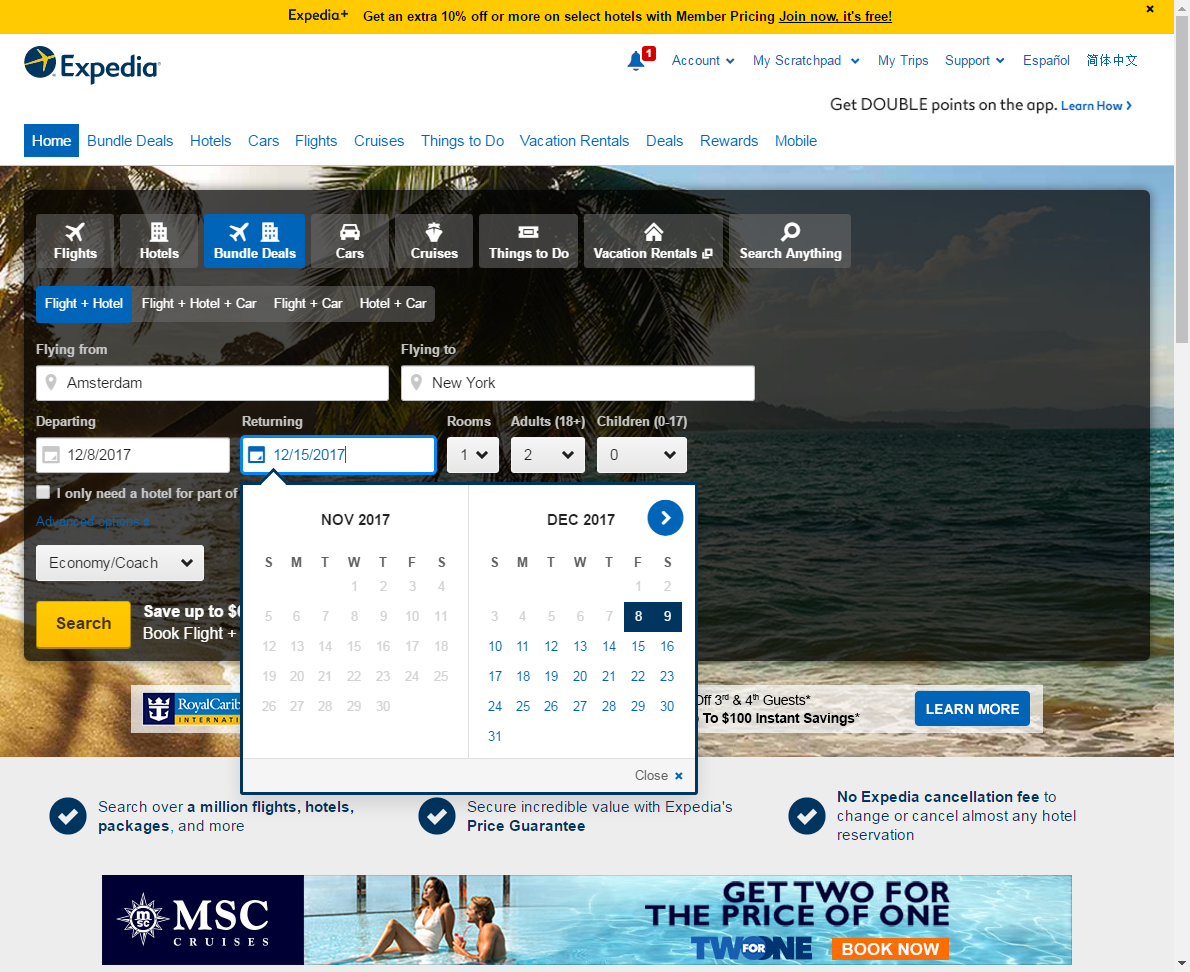 Expedia+ Get an extra 10% off or more on select hotels with Member Pricing Join now, it's free!
Expedia
1 Account My Scratchpad My Trips Support Español 简体中文
Get DOUBLE points on the app. Learn How
Home Bundle Deals Hotels Cars Flights Cruises Things to Do Vacation Rentals Deals Rewards Mobile
Flights Hotels Bundle Deals Cars Cruises Things to Do Vacation Rentals Search Anything
Flight + Hotel Flight + Hotel + Car Flight + Car Hotel + Car
Flying from Flying to
Amsterdam New York
Departing Returning Rooms Adults (18+) Children (0-17)
12/8/2017 12/15/2017 1 2 0
I only need a hotel for part of
Advanced options
Economy/Coach
Search
Save up to $
Book Flight +
NOV 2017
S M T W T F S
1 2 3 4
5 6 7 8 9 10 11
12 13 14 15 16 17 18
19 20 21 22 23 24 25
26 27 28 29 30
DEC 2017
S M T W T F S
1 2
3 4 5 6 7 8 9
10 11 12 13 14 15 16
17 18 19 20 21 22 23
24 25 26 27 28 29 30
31
Close
RoyalCarib
INTERNATI
Off 3rd & 4th Guests*
To $100 Instant Savings*
LEARN MORE
Search over a million flights, hotels,
packages, and more
Secure incredible value with Expedia's
Price Guarantee
No Expedia cancellation fee to
change or cancel almost any hotel
reservation
msc
MSC
CRUISES
GET TWO FOR
THE PRICE OF ONE
TWO FOR ONE
BOOK NOW